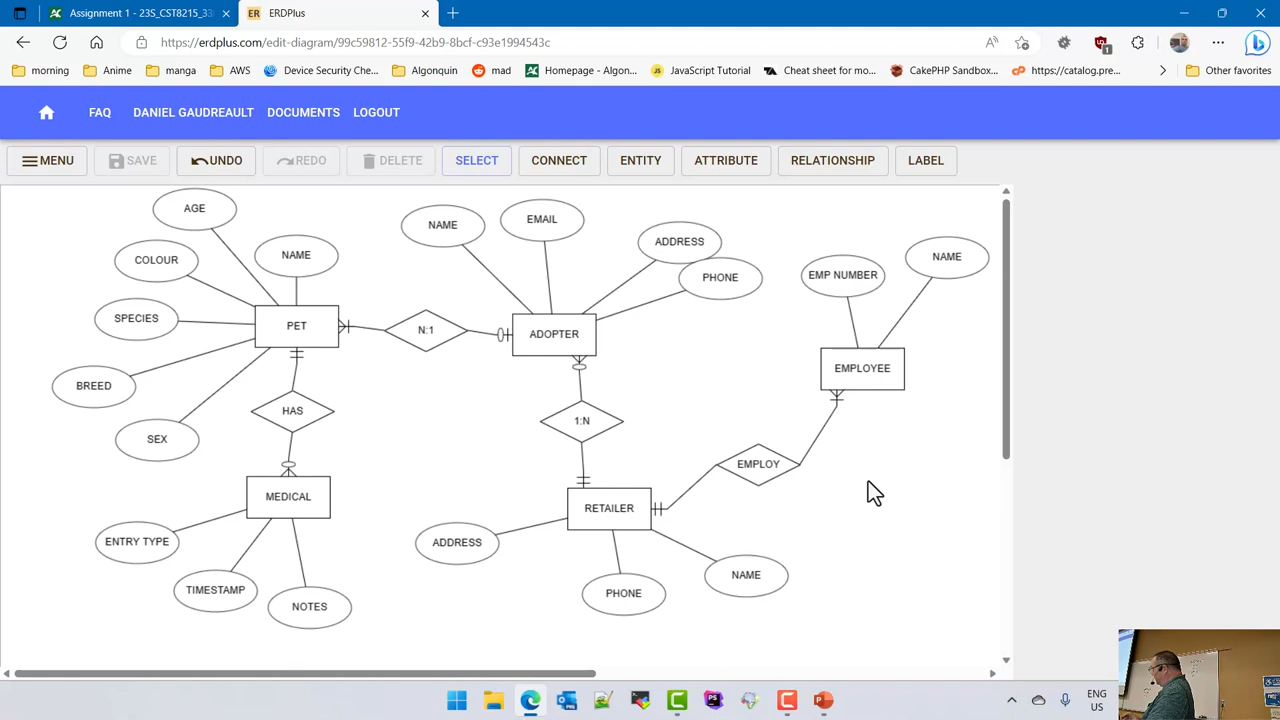 Assignment 1 - 23S_CST8215_33
ERDPlus
https://erdplus.com/edit-diagram/99c59812-55f9-42b9-8bcf-c93e1994543c
morning
Anime
manga
AWS
Device Security Che...
Algonquin
mad
Homepage - Algon...
JavaScript Tutorial
Cheat sheet for mo...
CakePHP Sandbox...
https://catalog.pre...
Other favorites
FAQ
DANIEL GAUDREAULT
DOCUMENTS
LOGOUT
MENU
SAVE
UNDO
REDO
DELETE
SELECT
CONNECT
ENTITY
ATTRIBUTE
RELATIONSHIP
LABEL
AGE
NAME
EMAIL
ADDRESS
COLOUR
NAME
PHONE
EMP NUMBER
NAME
SPECIES
PET
N:1
ADOPTER
BREED
EMPLOYEE
SEX
HAS
1:N
EMPLOY
MEDICAL
RETAILER
ENTRY TYPE
ADDRESS
TIMESTAMP
NOTES
PHONE
NAME
ENG
US